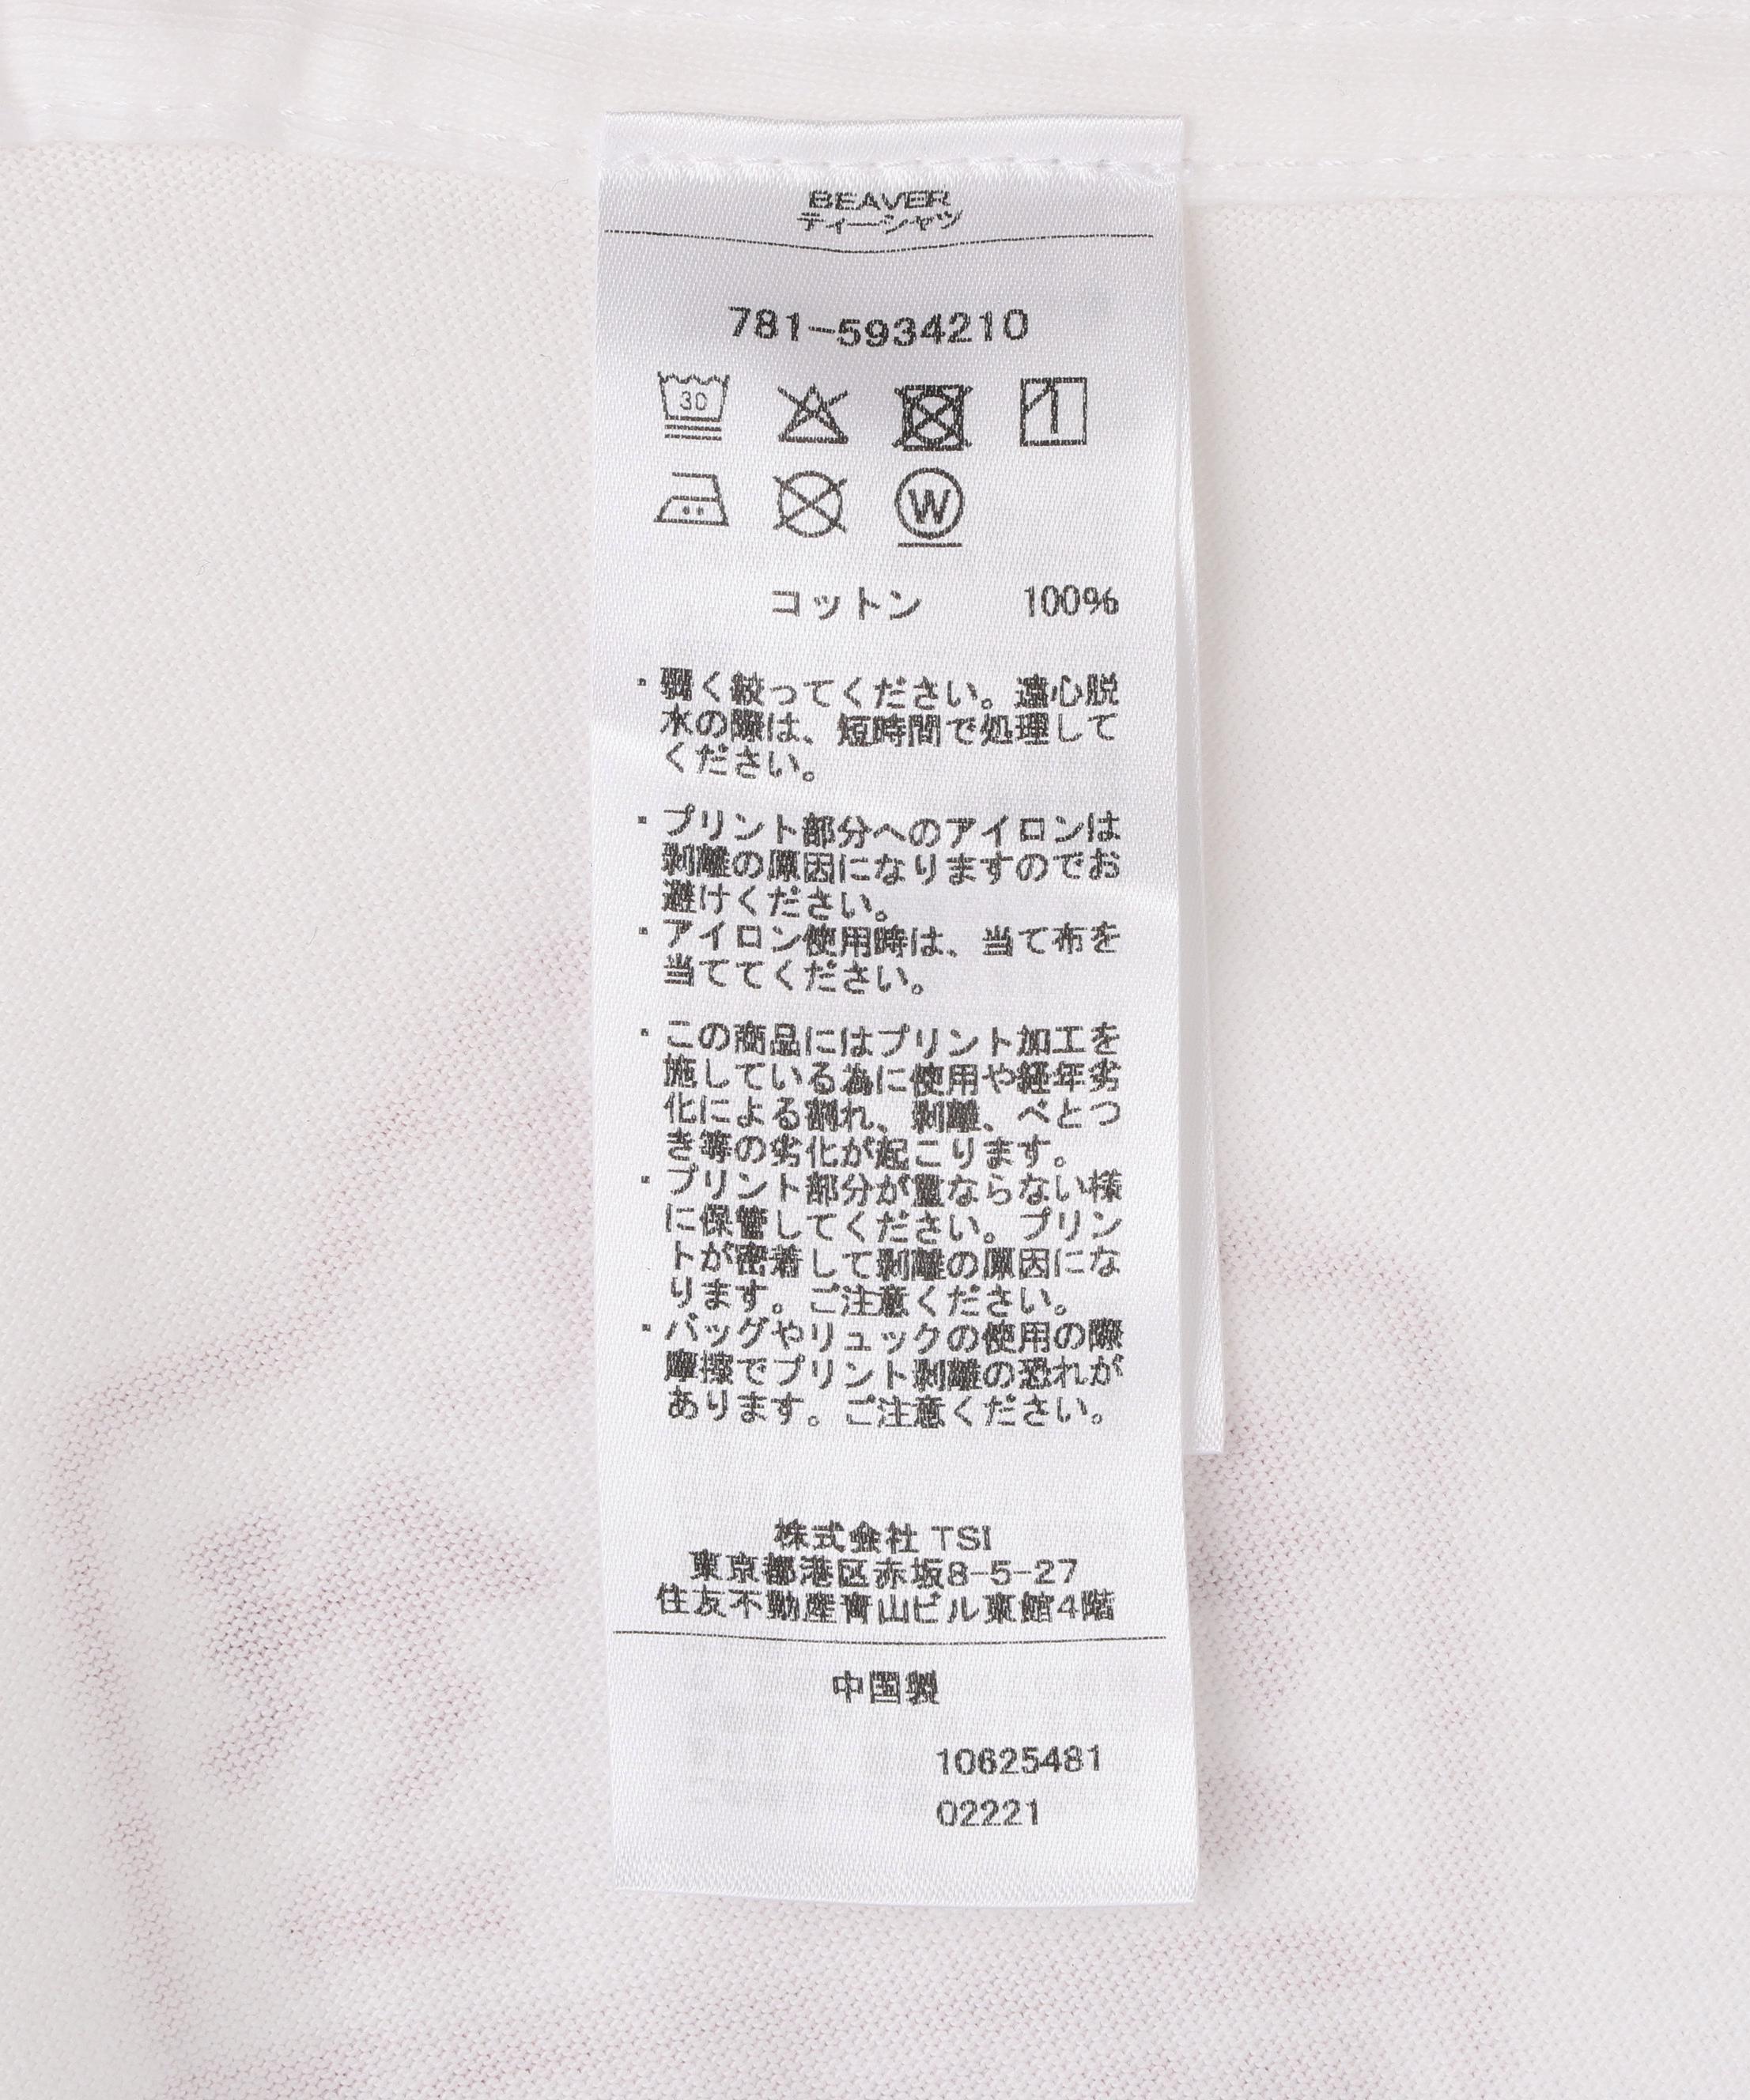 BEAVER
ティーシャツ
781-5934210
30
W
コットン 100%
・弱く絞ってください。遠心脱
水の際は、短時間で処理して
ください。
・プリント部分へのアイロンは
剥離の原因になりますのでお
避けください。
・アイロン使用時は、当て布を
当ててください。
・この商品にはプリント加工を
施している為に使用や経年劣
化による割れ、剥離、べとつ
き等の劣化が起こります。
・プリント部分が重ならない様
に保管してください。プリン
トが密着して剥離の原因にな
ります。ご注意ください。
・バッグやリュックの使用の際
摩擦でプリント剥離の恐れが
あります。ご注意ください。
株式会社 TSI
東京都港区赤坂8-5-27
住友不動産青山ビル東館4階
中国製
10625481
02221